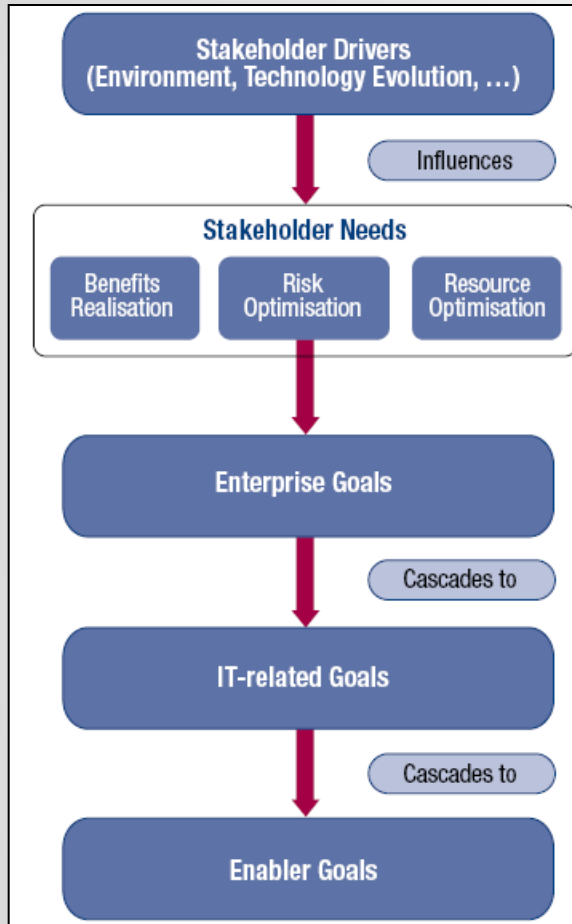 Stakeholder Drivers
(Environment, Technology Evolution, …)
Influences
Stakeholder Needs
Benefits
Realisation
Risk
Optimisation
Resource
Optimisation
Enterprise Goals
Cascades to
IT-related Goals
Cascades to
Enabler Goals